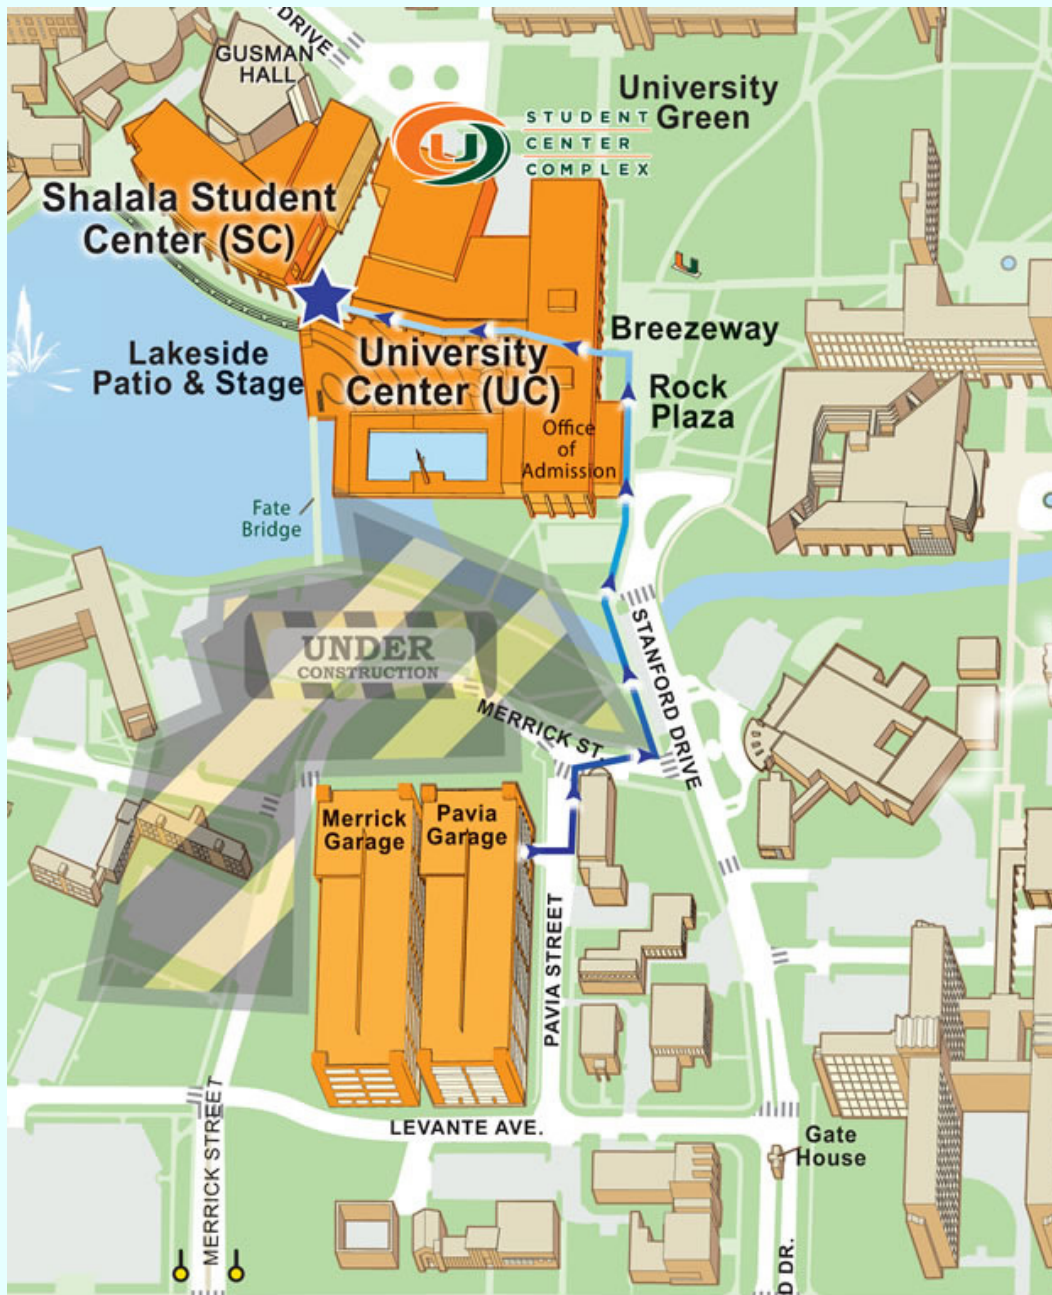 DRIVE
GUSMAN
HALL
University
Green
U
STUDENT
CENTER
COMPLEX
Shalala Student
Center (SC)
U
Breezeway
Lakeside
Patio & Stage
University
Center (UC)
Rock
Plaza
Office
of
Admission
Fate
Bridge
UNDER
CONSTRUCTION
STANFORD DRIVE
MERRICK ST.
Merrick
Garage
Pavia
Garage
PAVIA STREET
MERRICK STREET
LEVANTE AVE.
Gate
House
D DR.